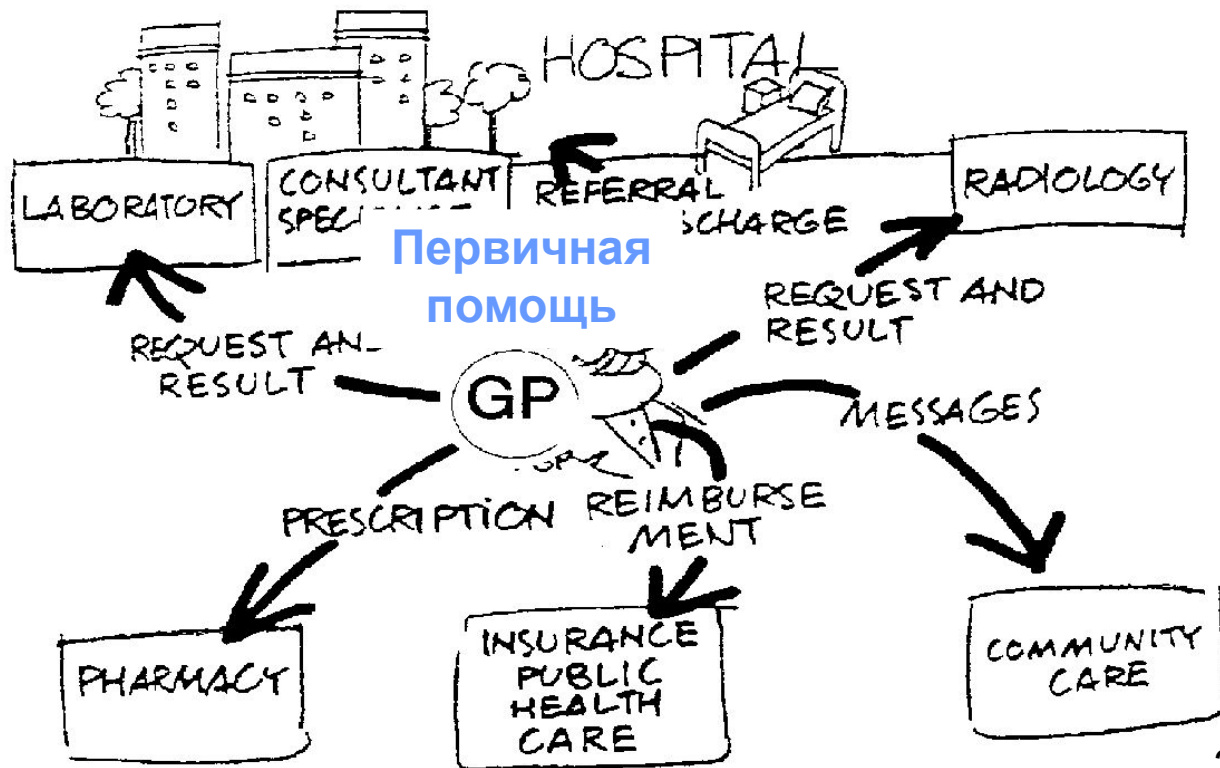 HOSPITAL
LABORATORY
CONSULTANT
REFERRAL
RADIOLOGY
Первичная
помощь
REQUEST AND
RESULT
REQUEST
RESULT
GP
MESSAGES
PRESCRIPTION
REIMBURSE
MENT
PHARMACY
INSURANCE
PUBLIC
HEALTH
CARE
COMMUNITY
CARE